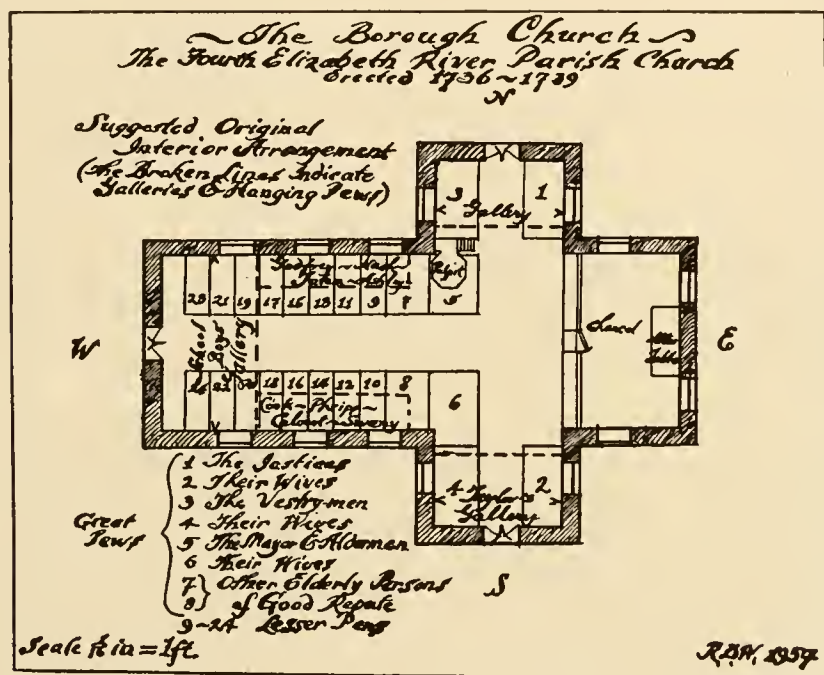 The Borough Church
The Fourth Elizabeth River Parish Church
Erected 1736~1739
N
Suggested Original
Interior Arrangement
(The Broken Lines Indicate
Galleries & Hanging Pews)
3 1
Gallery
Pulpit
23 21 19 17 15 13 11 9 7 5
W
School Boys Gallery
Chancel
Altar Table
E
24 22 20 18 16 14 12 10 8 6
4 2
Taylor's
Gallery
S
Great
Pews
1 The Justices
2 Their Wives
3 The Vestry-men
4 Their Wives
5 The Mayor & Aldermen
6 Their Wives
7 } Other Elderly Persons
8 } of Good Repute
9~24 Lesser Pews
Scale in = 1 ft.
1957